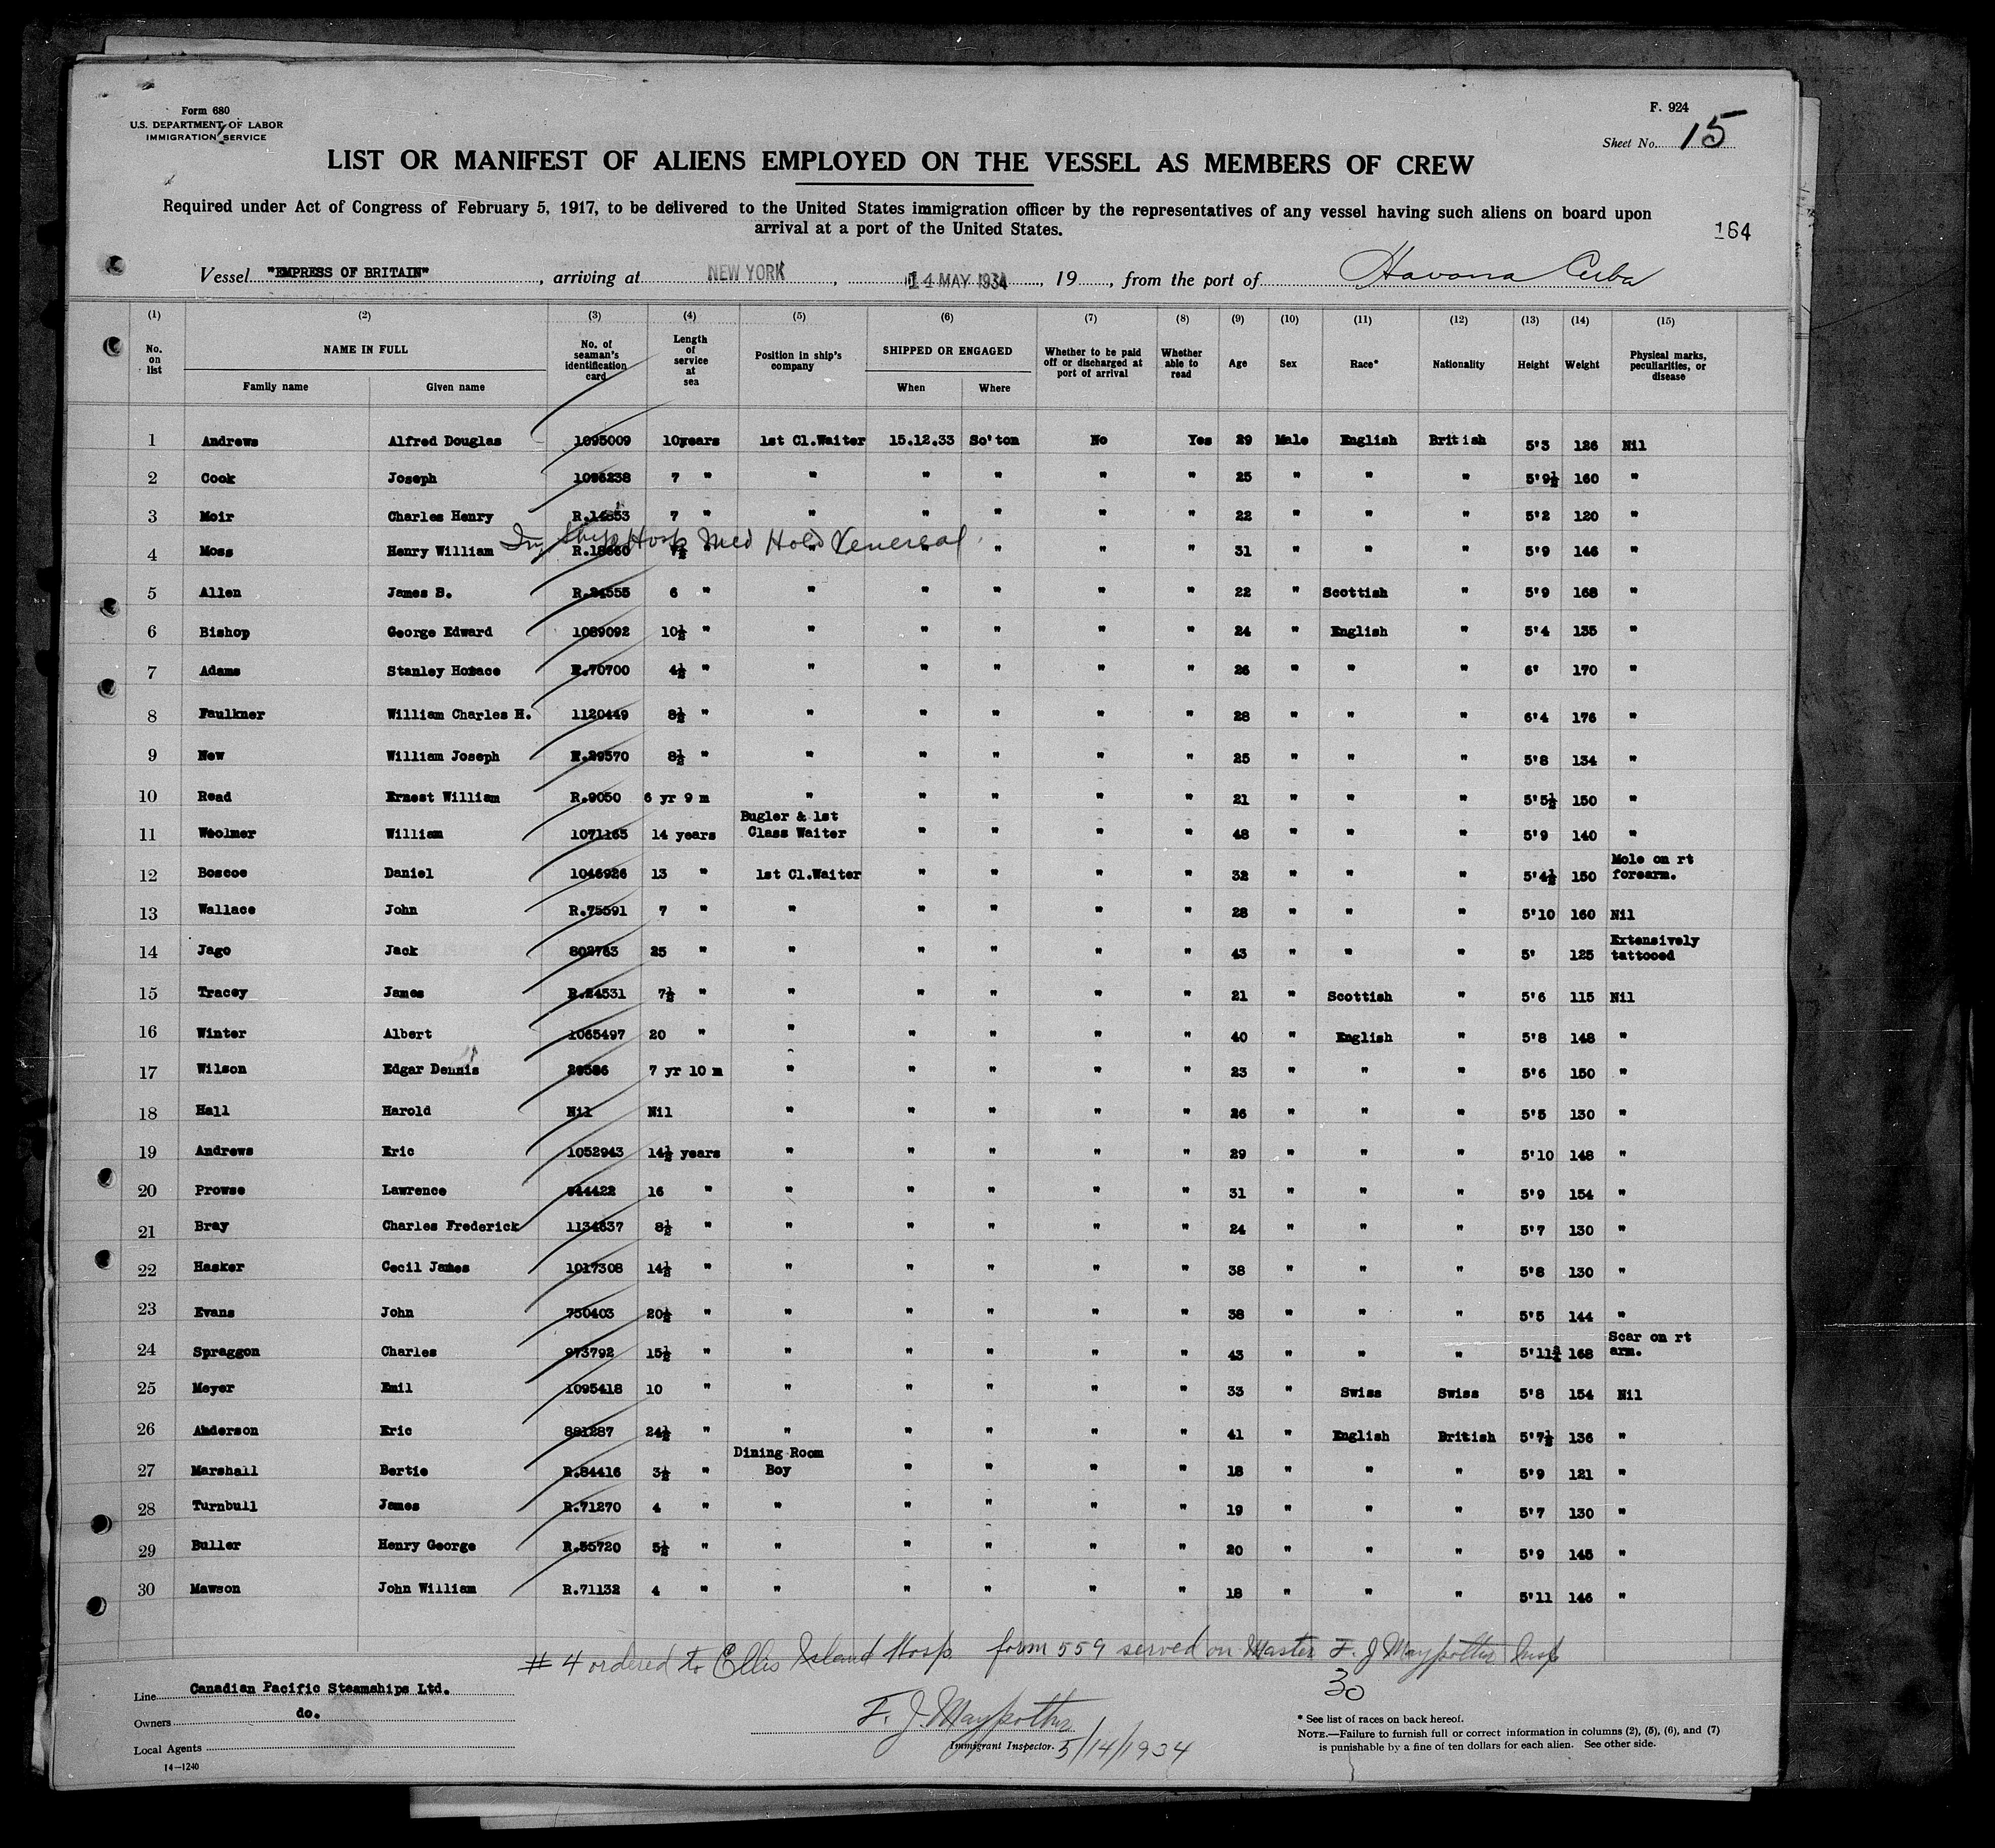 Form 680
U.S. DEPARTMENT OF LABOR
IMMIGRATION SERVICE
F. 924
Sheet No. 15
LIST OR MANIFEST OF ALIENS EMPLOYED ON THE VESSEL AS MEMBERS OF CREW
Required under Act of Congress of February 5, 1917, to be delivered to the United States immigration officer by the representatives of any vessel having such aliens on board upon
arrival at a port of the United States.
164
Vessel "EMPRESS OF BRITAIN", arriving at NEW YORK, 14 MAY 1934, 19, from the port of Havana Cuba
(1) (2) (3) (4) (5) (6) (7) (8) (9) (10) (11) (12) (13) (14) (15)
No. on list NAME IN FULL Family name Given name No. of seaman's identification card Length of service at sea Position in ship's company SHIPPED OR ENGAGED When Where Whether to be paid off or discharged at port of arrival Whether able to read Age Sex Race* Nationality Height Weight Physical marks, peculiarities, or disease
1 Andrews Alfred Douglas 1095009 10years 1st Cl.Waiter 15.12.33 So'ton No Yes 29 Male English British 5'3 126 Nil
2 Cook Joseph 1096238 7 " " " " " " 25 " " " 5'9½ 160 "
3 Moir Charles Henry R.14853 7 " " " " " " 22 " " " 5'2 120 "
In Ship's Hosp Med Hold Venereal
4 Moss Henry William 7½ " " " " " " 31 " " " 5'9 146 "
5 Allen James B. R.24555 6 " " " " " " 22 " Scottish " 5'9 168 "
6 Bishop George Edward 1089092 10½ " " " " " " 24 " English " 5'4 135 "
7 Adams Stanley Horace R.70700 4½ " " " " " " 26 " " " 6' 170 "
8 Faulkner William Charles H. 1120449 8½ " " " " " " 28 " " " 6'4 176 "
9 New William Joseph R.29570 8½ " " " " " " 25 " " " 5'8 134 "
10 Read Ernest William R.9050 6 yr 9 m " " " " " 21 " " " 5'5½ 150 "
11 Woolmer William 1071165 14 years Bugler & 1st Class Waiter " " " " 48 " " " 5'9 140 "
12 Boscoe Daniel 1046926 13 " 1st Cl.Waiter " " " " 32 " " " 5'4½ 150 Mole on rt forearm.
13 Wallace John R.75591 7 " " " " " " 28 " " " 5'10 160 Nil
14 Jago Jack 802763 25 " " " " " " 43 " " " 5' 125 Extensively tattooed
15 Tracey James R.24531 7½ " " " " " " 21 " Scottish " 5'6 115 Nil
16 Winter Albert 1065497 20 " " " " " " 40 " English " 5'8 148 "
17 Wilson Edgar Dennis 29586 7 yr 10 m " " " " " 23 " " " 5'6 150 "
18 Hall Harold Nil Nil " " " " " 26 " " " 5'5 130 "
19 Andrews Eric 1052943 14½ years " " " " " 29 " " " 5'10 148 "
20 Prowse Lawrence 944422 16 " " " " " " 31 " " " 5'9 154 "
21 Bray Charles Frederick 1134637 8½ " " " " " " 24 " " " 5'7 130 "
22 Hasker Cecil James 1017308 14½ " " " " " " 38 " " " 5'8 130 "
23 Evans John 750403 20½ " " " " " " 38 " " " 5'5 144 "
24 Spraggon Charles 973792 15½ " " " " " " 43 " " " 5'11¾ 168 Scar on rt arm.
25 Meyer Emil 1095418 10 " " " " " " 33 " Swiss Swiss 5'8 154 Nil
26 Anderson Eric 881287 24½ " " " " " " 41 " English British 5'7½ 136 "
27 Marshall Bertie R.84416 3½ " Dining Room Boy " " " " 18 " " " 5'9 121 "
28 Turnbull James R.71270 4 " " " " " " 19 " " " 5'7 130 "
29 Buller Henry George R.55720 5½ " " " " " " 20 " " " 5'9 145 "
30 Mawson John William R.71132 4 " " " " " " 18 " " " 5'11 146 "
# 4 ordered to Ellis Island Hosp. form 559 served on Master F. J Maypother Insp
30
Line Canadian Pacific Steamships Ltd.
Owners do.
Local Agents
14-1240
F. J. Maypother
Immigrant Inspector. 5/14/1934
* See list of races on back hereof.
NOTE.—Failure to furnish full or correct information in columns (2), (5), (6), and (7)
is punishable by a fine of ten dollars for each alien. See other side.